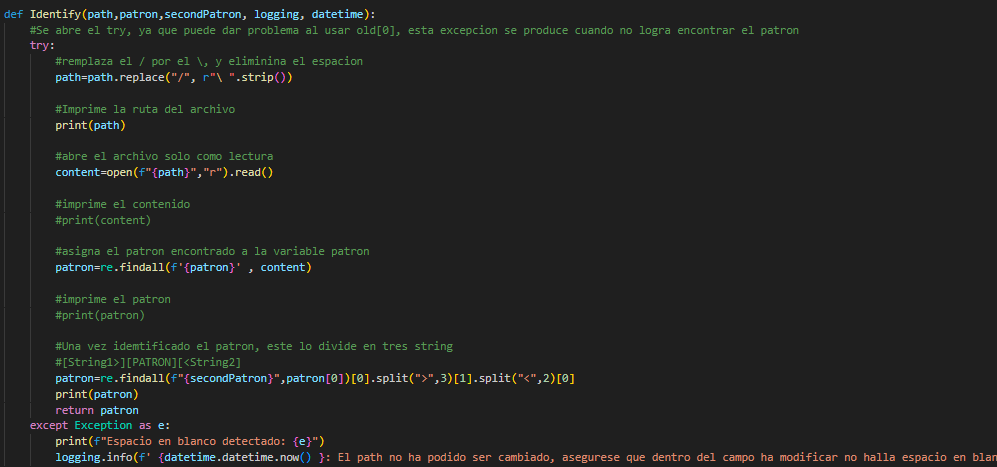 def Identify(path,patron,secondPatron, logging, datetime):
#Se abre el try, ya que puede dar problema al usar old[0], esta excepcion se produce cuando no logra encontrar el patron
try:
#remplaza el / por el \, y eliminina el espacion
path=path.replace("/", r"\ ".strip())
#Imprime la ruta del archivo
print(path)
#abre el archivo solo como lectura
content=open(f"{path}","r").read()
#imprime el contenido
#print(content)
#asigna el patron encontrado a la variable patron
patron=re.findall(f'{patron}' , content)
#imprime el patron
#print(patron)
#Una vez idemtificado el patron, este lo divide en tres string
#[String1>][PATRON][<String2]
patron=re.findall(f"{secondPatron}",patron[0])[0].split(">",3)[1].split("<",2)[0]
print(patron)
return patron
except Exception as e:
print(f"Espacio en blanco detectado: {e}")
logging.info(f' {datetime.datetime.now() }: El path no ha podido ser cambiado, asegurese que dentro del campo ha modificar no halla espacio en blan